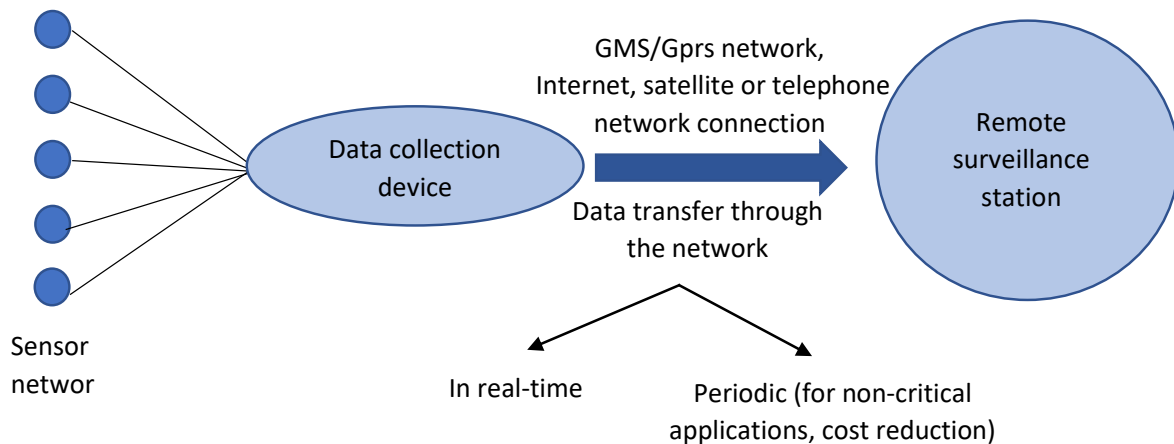 GMS/Gprs network,
Internet, satellite or telephone
network connection
Data collection
device
Remote
surveillance
station
Data transfer through
the network
Sensor
networ
In real-time
Periodic (for non-critical
applications, cost reduction)